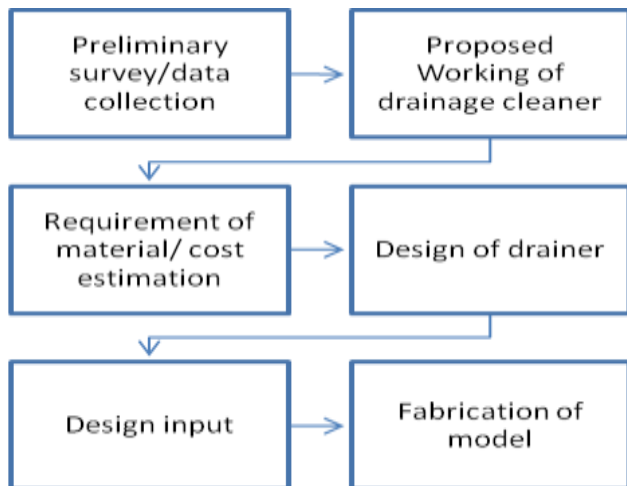 Preliminary
survey/data
collection
Proposed
Working of
drainage cleaner
Requirement of
material/ cost
estimation
Design of drainer
Design input
Fabrication of
model